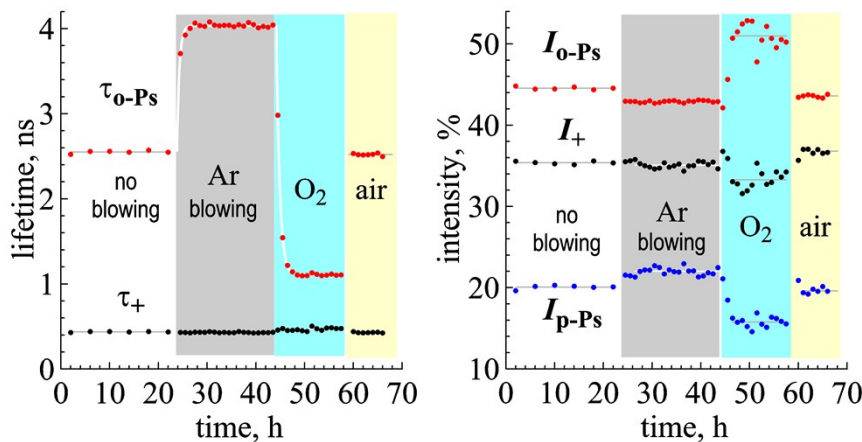 4
3
2
1
0
lifetime, ns
τo-Ps
no
blowing
Ar
blowing
O2
air
τ+
0 10 20 30 40 50 60 70
time, h
50
40
30
20
10
intensity, %
Io-Ps
I+
no
blowing
Ar
blowing
O2
air
Ip-Ps
0 10 20 30 40 50 60 70
time, h